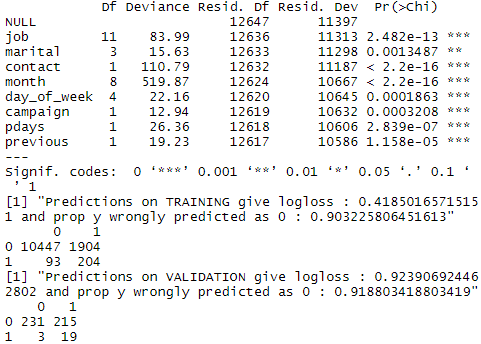 Df Deviance Resid. Df Resid. Dev Pr(>Chi)
NULL 12647 11397
job 11 83.99 12636 11313 2.482e-13 ***
marital 3 15.63 12633 11298 0.0013487 **
contact 1 110.79 12632 11187 < 2.2e-16 ***
month 8 519.87 12624 10667 < 2.2e-16 ***
day_of_week 4 22.16 12620 10645 0.0001863 ***
campaign 1 12.94 12619 10632 0.0003208 ***
pdays 1 26.36 12618 10606 2.839e-07 ***
previous 1 19.23 12617 10586 1.158e-05 ***
---
Signif. codes: 0 ‘***’ 0.001 ‘**’ 0.01 ‘*’ 0.05 ‘.’ 0.1 ‘
’ 1
[1] "Predictions on TRAINING give logloss : 0.4185016571515
1 and prop y wrongly predicted as 0 : 0.903225806451613"
0 1
0 10447 1904
1 93 204
[1] "Predictions on VALIDATION give logloss : 0.92390692446
2802 and prop y wrongly predicted as 0 : 0.918803418803419"
0 1
0 231 215
1 3 19